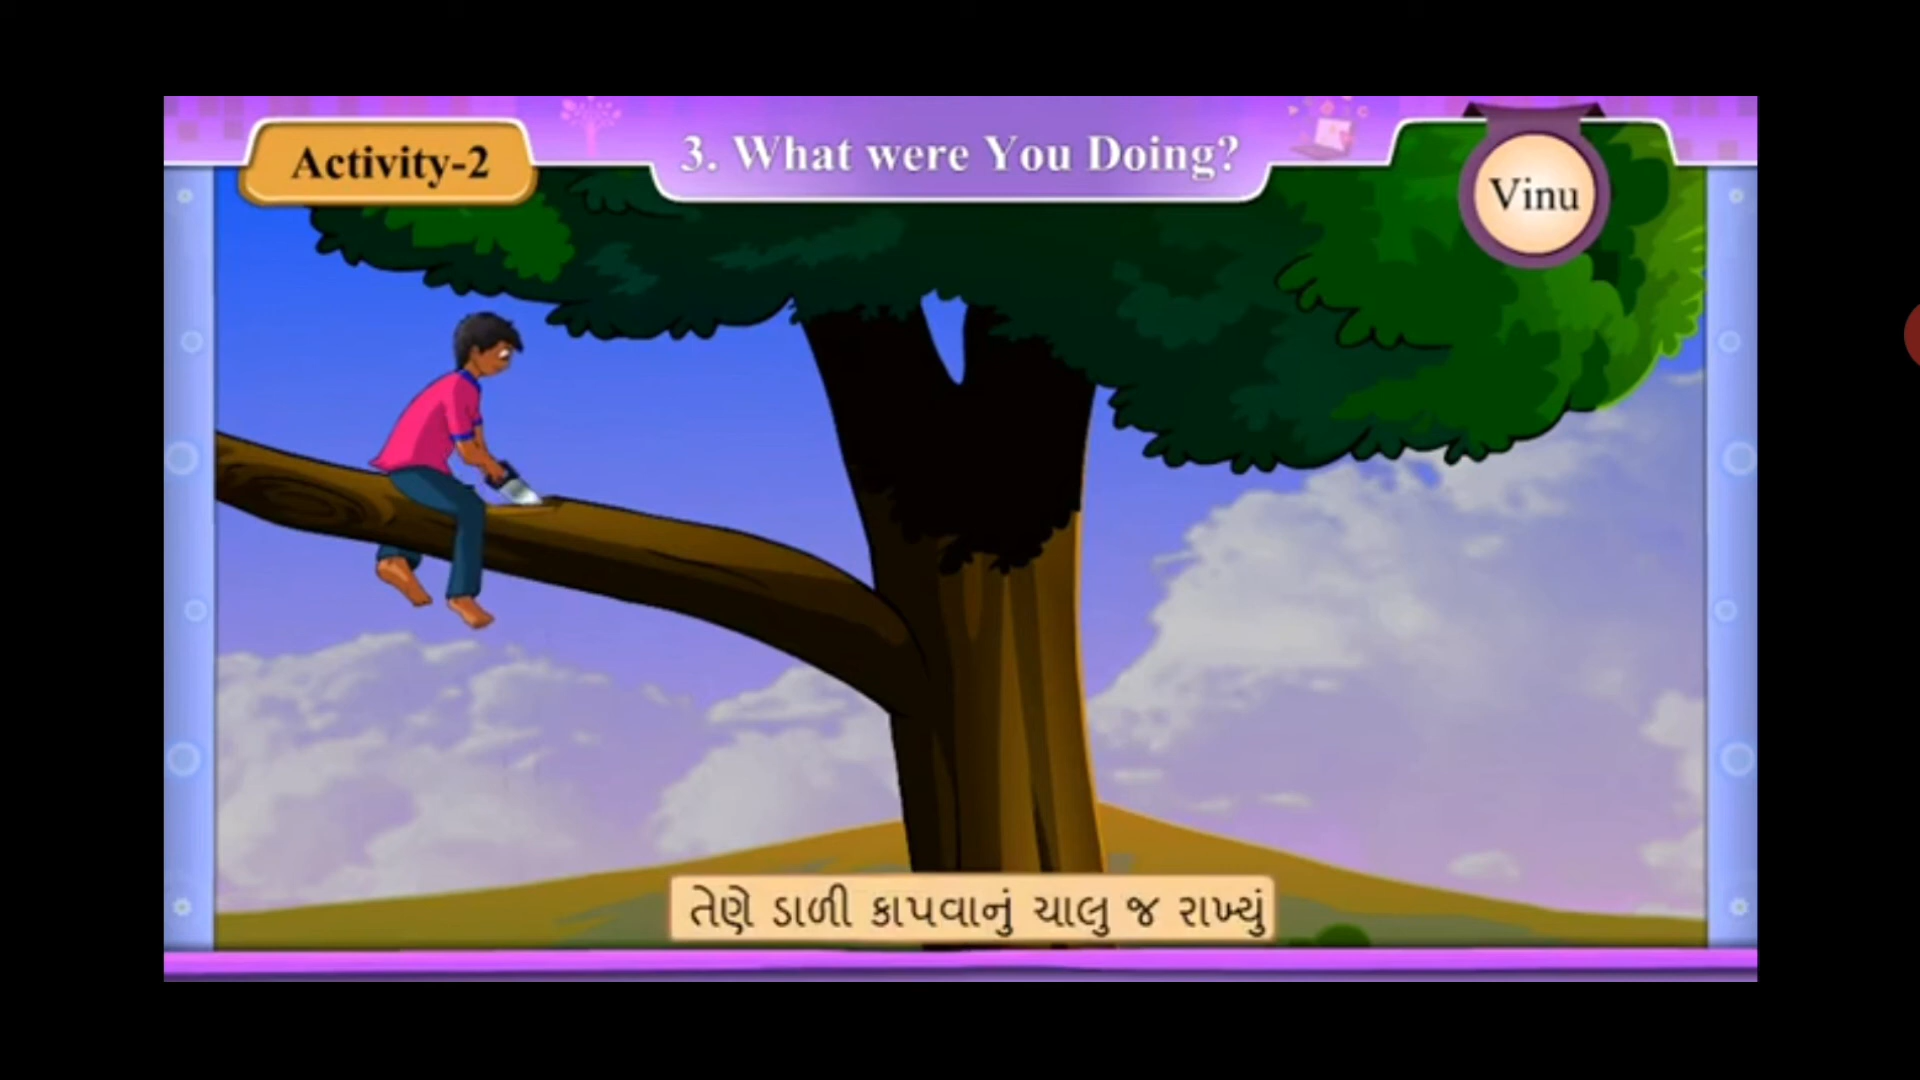 Activity-2
3. What were You Doing?
Vinu
તેણે ડાળી કાપવાનું ચાલુ જ રાખ્યું